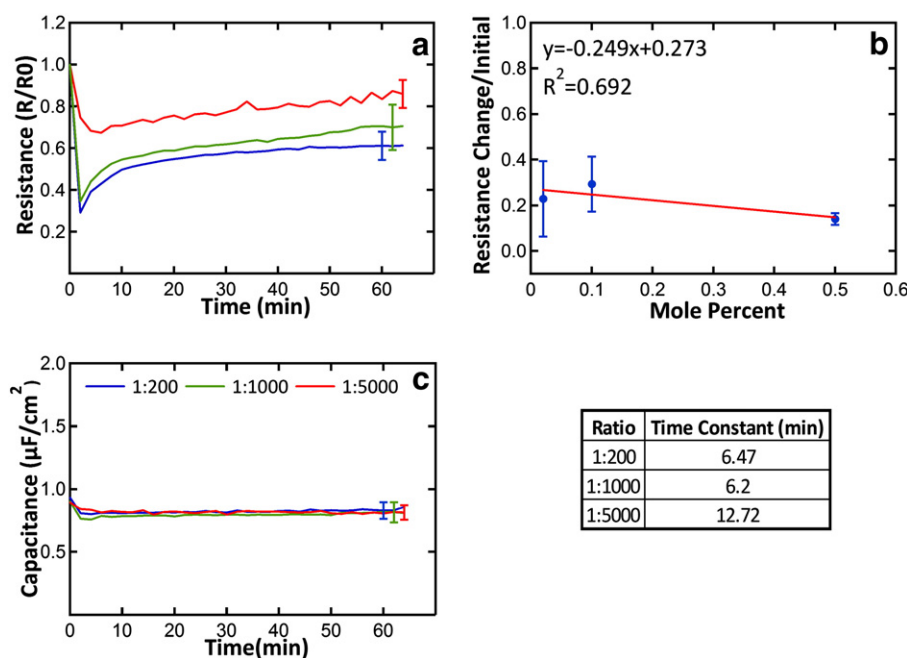 a
1.2
1.0
0.8
0.6
0.4
0.2
Resistance (R/R0)
0 10 20 30 40 50 60
Time (min)
b
y=-0.249x+0.273
R²=0.692
1.0
0.8
0.6
0.4
0.2
0.0
Resistance Change/Initial
0 0.1 0.2 0.3 0.4 0.5 0.6
Mole Percent
c
1:200 1:1000 1:5000
2.0
1.5
1.0
0.5
Capacitance (µF/cm²)
0 10 20 30 40 50 60
Time(min)
Ratio Time Constant (min)
1:200 6.47
1:1000 6.2
1:5000 12.72